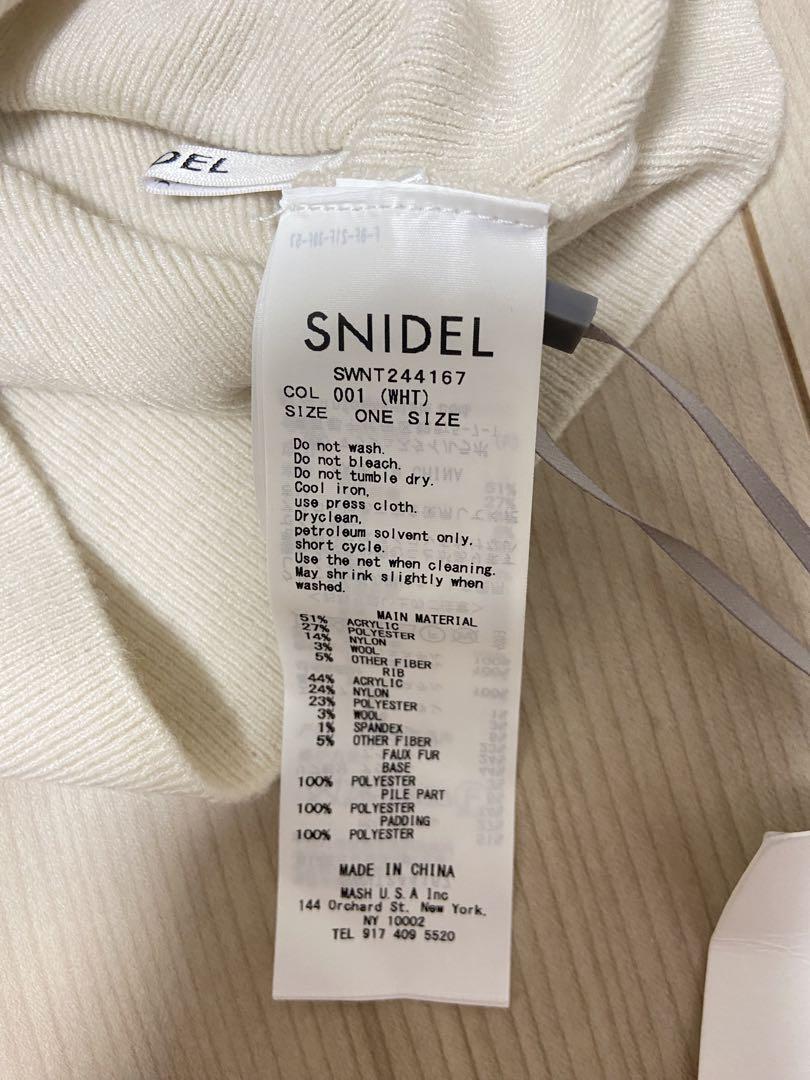 DEL
SNIDEL
SWNT244167
COL 001 (WHT)
SIZE ONE SIZE
Do not wash.
Do not bleach.
Do not tumble dry.
Cool iron,
use press cloth.
Dryclean,
petroleum solvent only,
short cycle.
Use the net when cleaning.
May shrink slightly when
washed.
MAIN MATERIAL
51% ACRYLIC
27% POLYESTER
14% NYLON
3% WOOL
5% OTHER FIBER
RIB
44% ACRYLIC
24% NYLON
23% POLYESTER
3% WOOL
1% SPANDEX
5% OTHER FIBER
FAUX FUR
BASE
100% POLYESTER
PILE PART
100% POLYESTER
PADDING
100% POLYESTER
MADE IN CHINA
MASH U.S.A Inc
144 Orchard St. New York,
NY 10002
TEL 917 409 5520